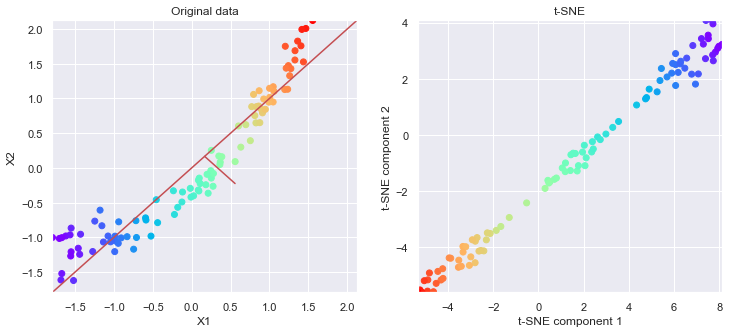 Original data
2.0
1.5
1.0
0.5
0.0
−0.5
−1.0
−1.5
X2
−1.5 −1.0 −0.5 0.0 0.5 1.0 1.5 2.0
X1
t-SNE
4
2
0
−2
−4
t-SNE component 2
−4 −2 0 2 4 6 8
t-SNE component 1